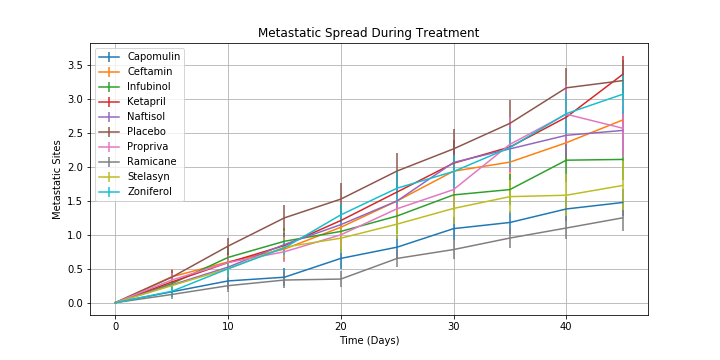 Metastatic Spread During Treatment
Metastatic Sites
3.5
3.0
2.5
2.0
1.5
1.0
0.5
0.0
Capomulin
Ceftamin
Infubinol
Ketapril
Naftisol
Placebo
Propriva
Ramicane
Stelasyn
Zoniferol
0 10 20 30 40
Time (Days)